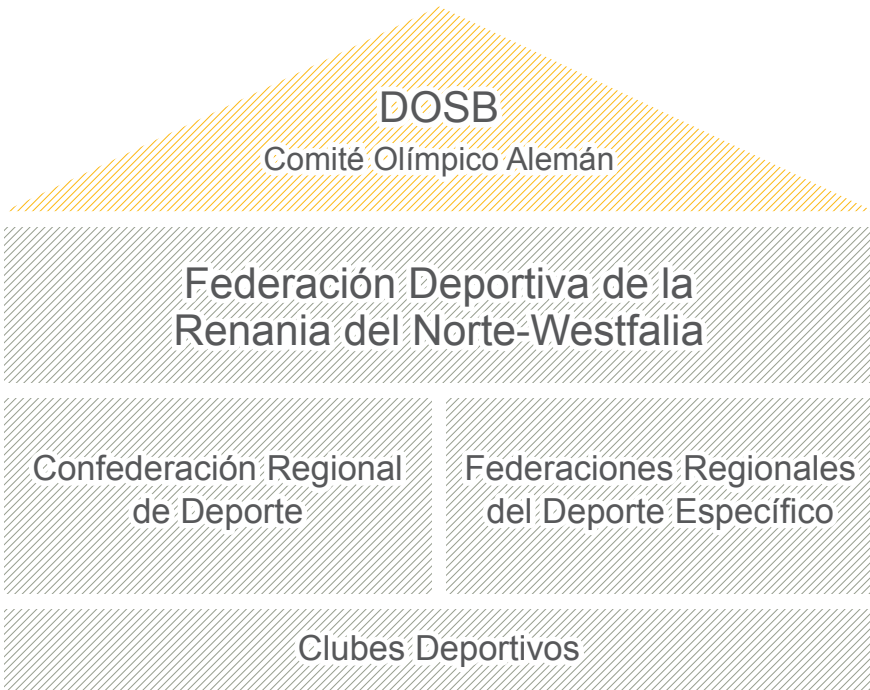 DOSB
Comité Olímpico Alemán
Federación Deportiva de la
Renania del Norte-Westfalia
Confederación Regional
de Deporte
Federaciones Regionales
del Deporte Específico
Clubes Deportivos